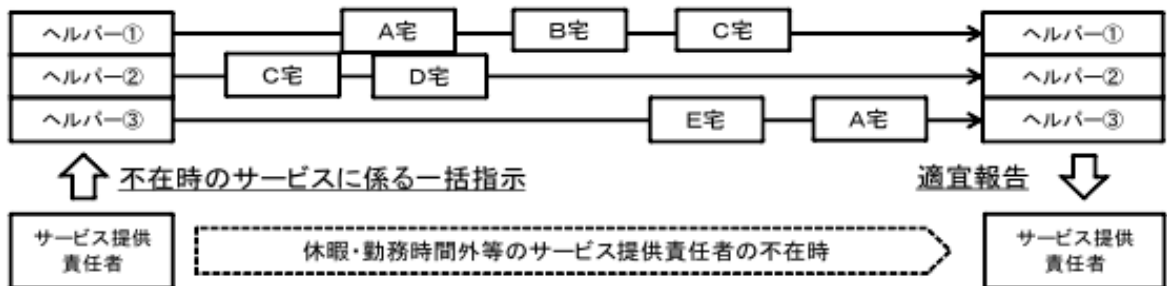 ヘルパー① A宅 B宅 C宅 ヘルパー①
ヘルパー② C宅 D宅 ヘルパー②
ヘルパー③ E宅 A宅 ヘルパー③
不在時のサービスに係る一括指示 適宜報告
サービス提供
責任者
休暇・勤務時間外等のサービス提供責任者の不在時
サービス提供
責任者